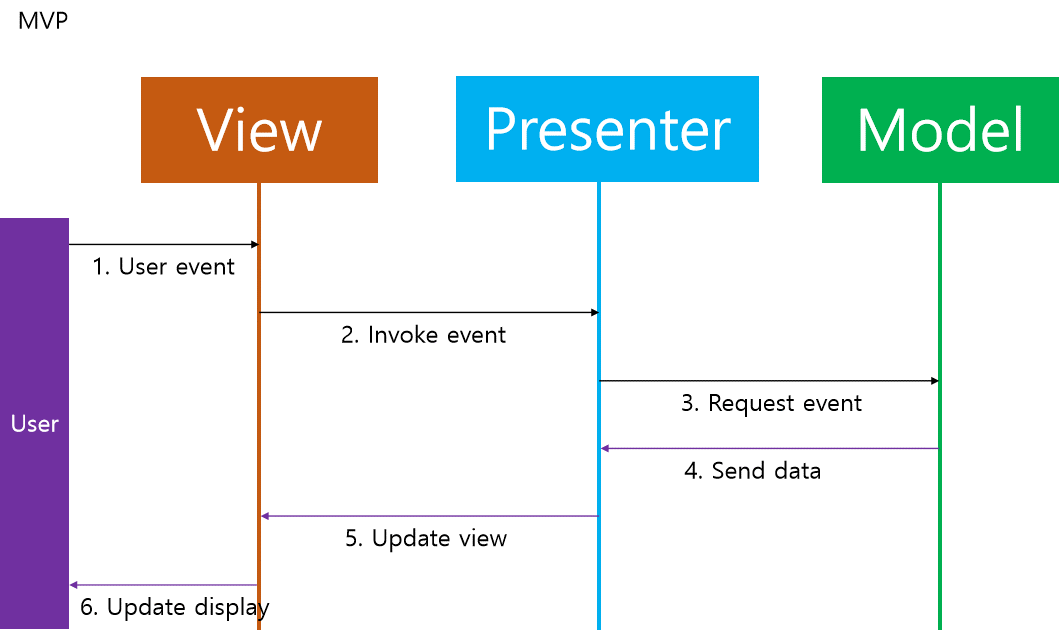 MVP
View
Presenter
Model
1. User event
2. Invoke event
3. Request event
User
4. Send data
5. Update view
6. Update display